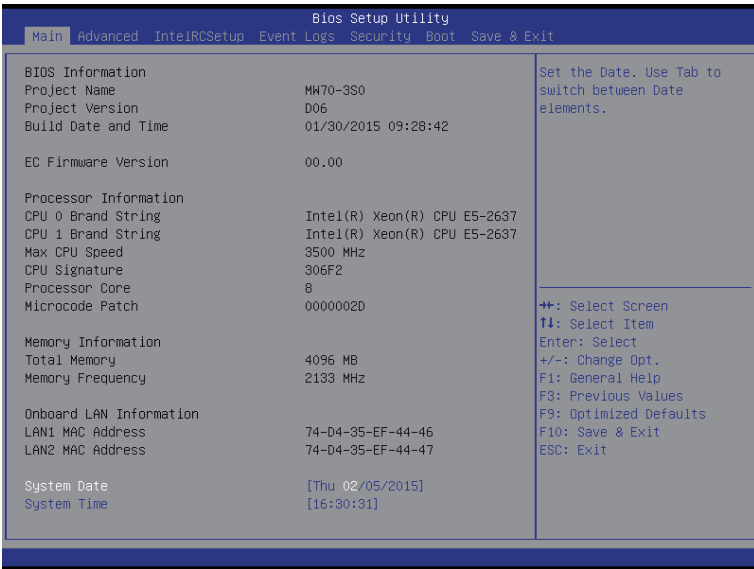 Bios Setup Utility
Main Advanced IntelRCSetup Event Logs Security Boot Save & Exit
BIOS Information
Project Name MW70-3S0
Project Version D06
Build Date and Time 01/30/2015 09:28:42
EC Firmware Version 00.00
Processor Information
CPU 0 Brand String Intel(R) Xeon(R) CPU E5-2637
CPU 1 Brand String Intel(R) Xeon(R) CPU E5-2637
Max CPU Speed 3500 MHz
CPU Signature 306F2
Processor Core 8
Microcode Patch 0000002D
Memory Information
Total Memory 4096 MB
Memory Frequency 2133 MHz
Onboard LAN Information
LAN1 MAC Address 74-D4-35-EF-44-46
LAN2 MAC Address 74-D4-35-EF-44-47
System Date [Thu 02/05/2015]
System Time [16:30:31]
Set the Date. Use Tab to
switch between Date
elements.
→←: Select Screen
↑↓: Select Item
Enter: Select
+/-: Change Opt.
F1: General Help
F3: Previous Values
F9: Optimized Defaults
F10: Save & Exit
ESC: Exit